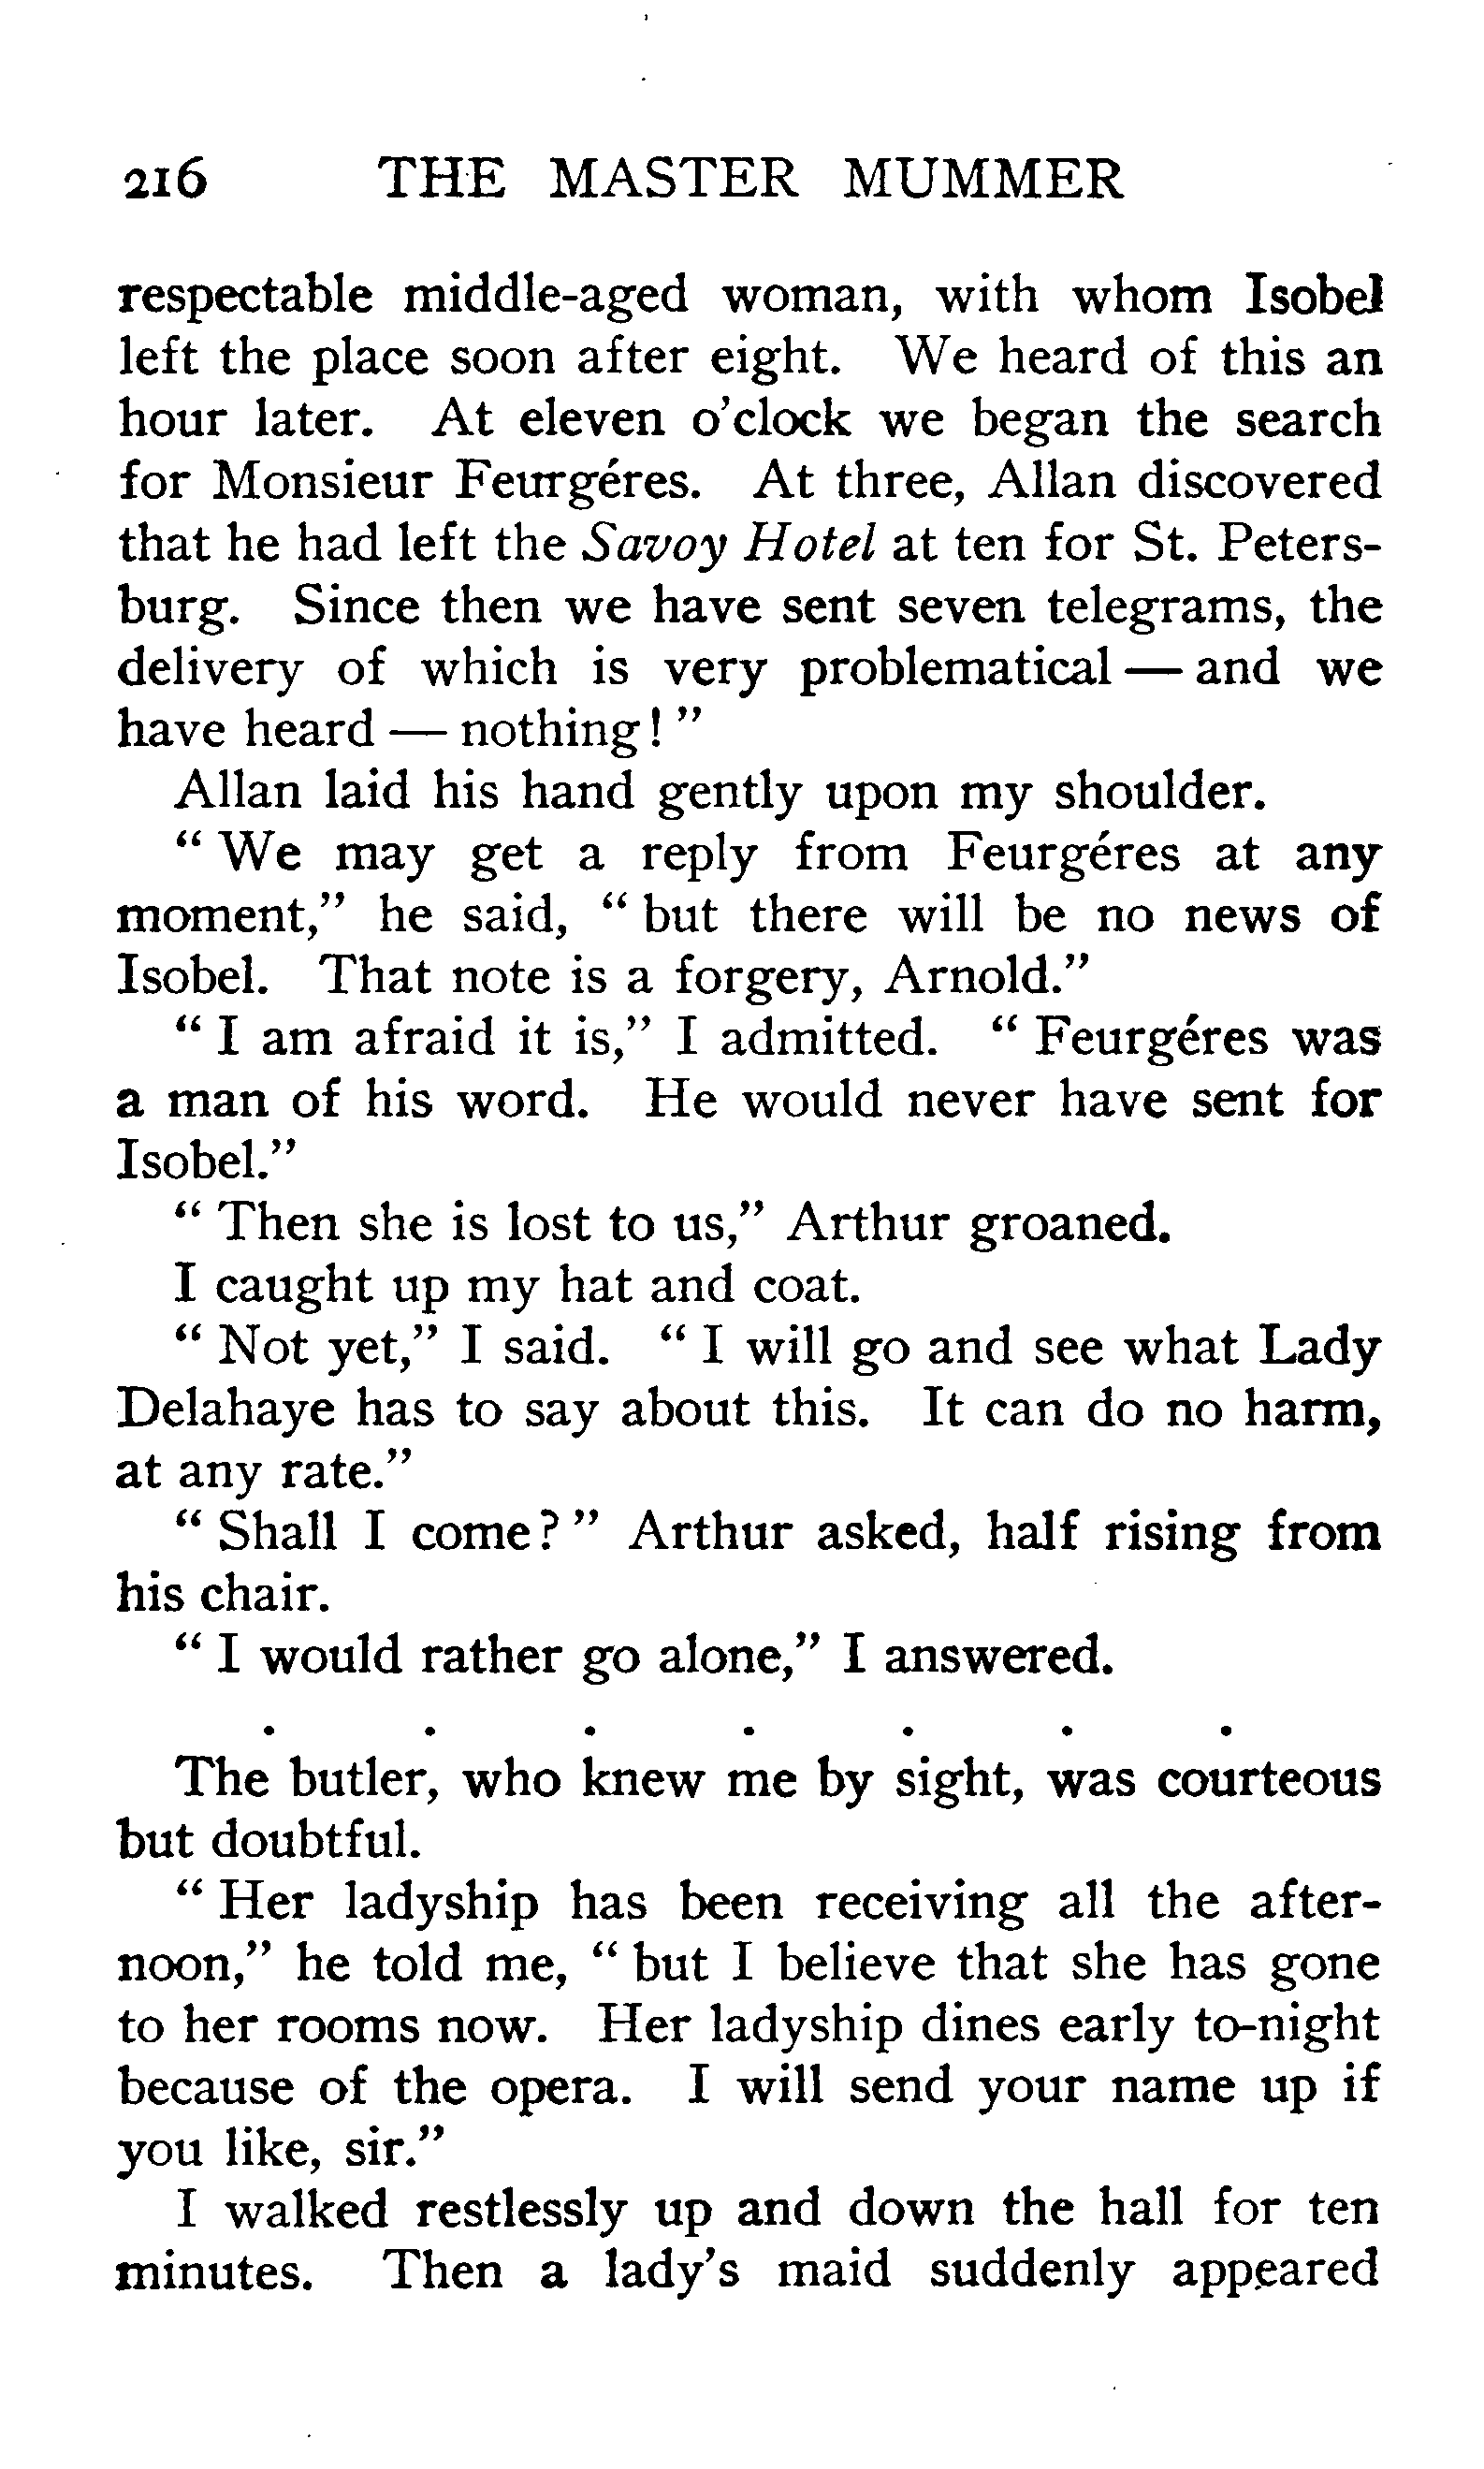 216 THE MASTER MUMMER
respectable middle-aged woman, with whom Isobel
left the place soon after eight. We heard of this an
hour later. At eleven o'clock we began the search
for Monsieur Feurgéres. At three, Allan discovered
that he had left the Savoy Hotel at ten for St. Peters-
burg. Since then we have sent seven telegrams, the
delivery of which is very problematical — and we
have heard — nothing! "
Allan laid his hand gently upon my shoulder.
" We may get a reply from Feurgéres at any
moment," he said, " but there will be no news of
Isobel. That note is a forgery, Arnold."
" I am afraid it is," I admitted. " Feurgéres was
a man of his word. He would never have sent for
Isobel."
" Then she is lost to us," Arthur groaned.
I caught up my hat and coat.
" Not yet," I said. " I will go and see what Lady
Delahaye has to say about this. It can do no harm,
at any rate."
" Shall I come? " Arthur asked, half rising from
his chair.
" I would rather go alone," I answered.
. . . . . . .
The butler, who knew me by sight, was courteous
but doubtful.
" Her ladyship has been receiving all the after-
noon," he told me, " but I believe that she has gone
to her rooms now. Her ladyship dines early to-night
because of the opera. I will send your name up if
you like, sir."
I walked restlessly up and down the hall for ten
minutes. Then a lady's maid suddenly appeared